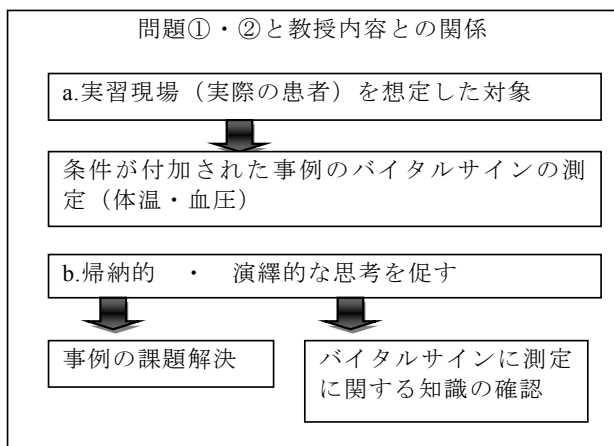 問題①・②と教授内容との関係
a.実習現場（実際の患者）を想定した対象
条件が付加された事例のバイタルサインの測
定（体温・血圧）
b.帰納的　・　演繹的な思考を促す
事例の課題解決
バイタルサインに測定
に関する知識の確認